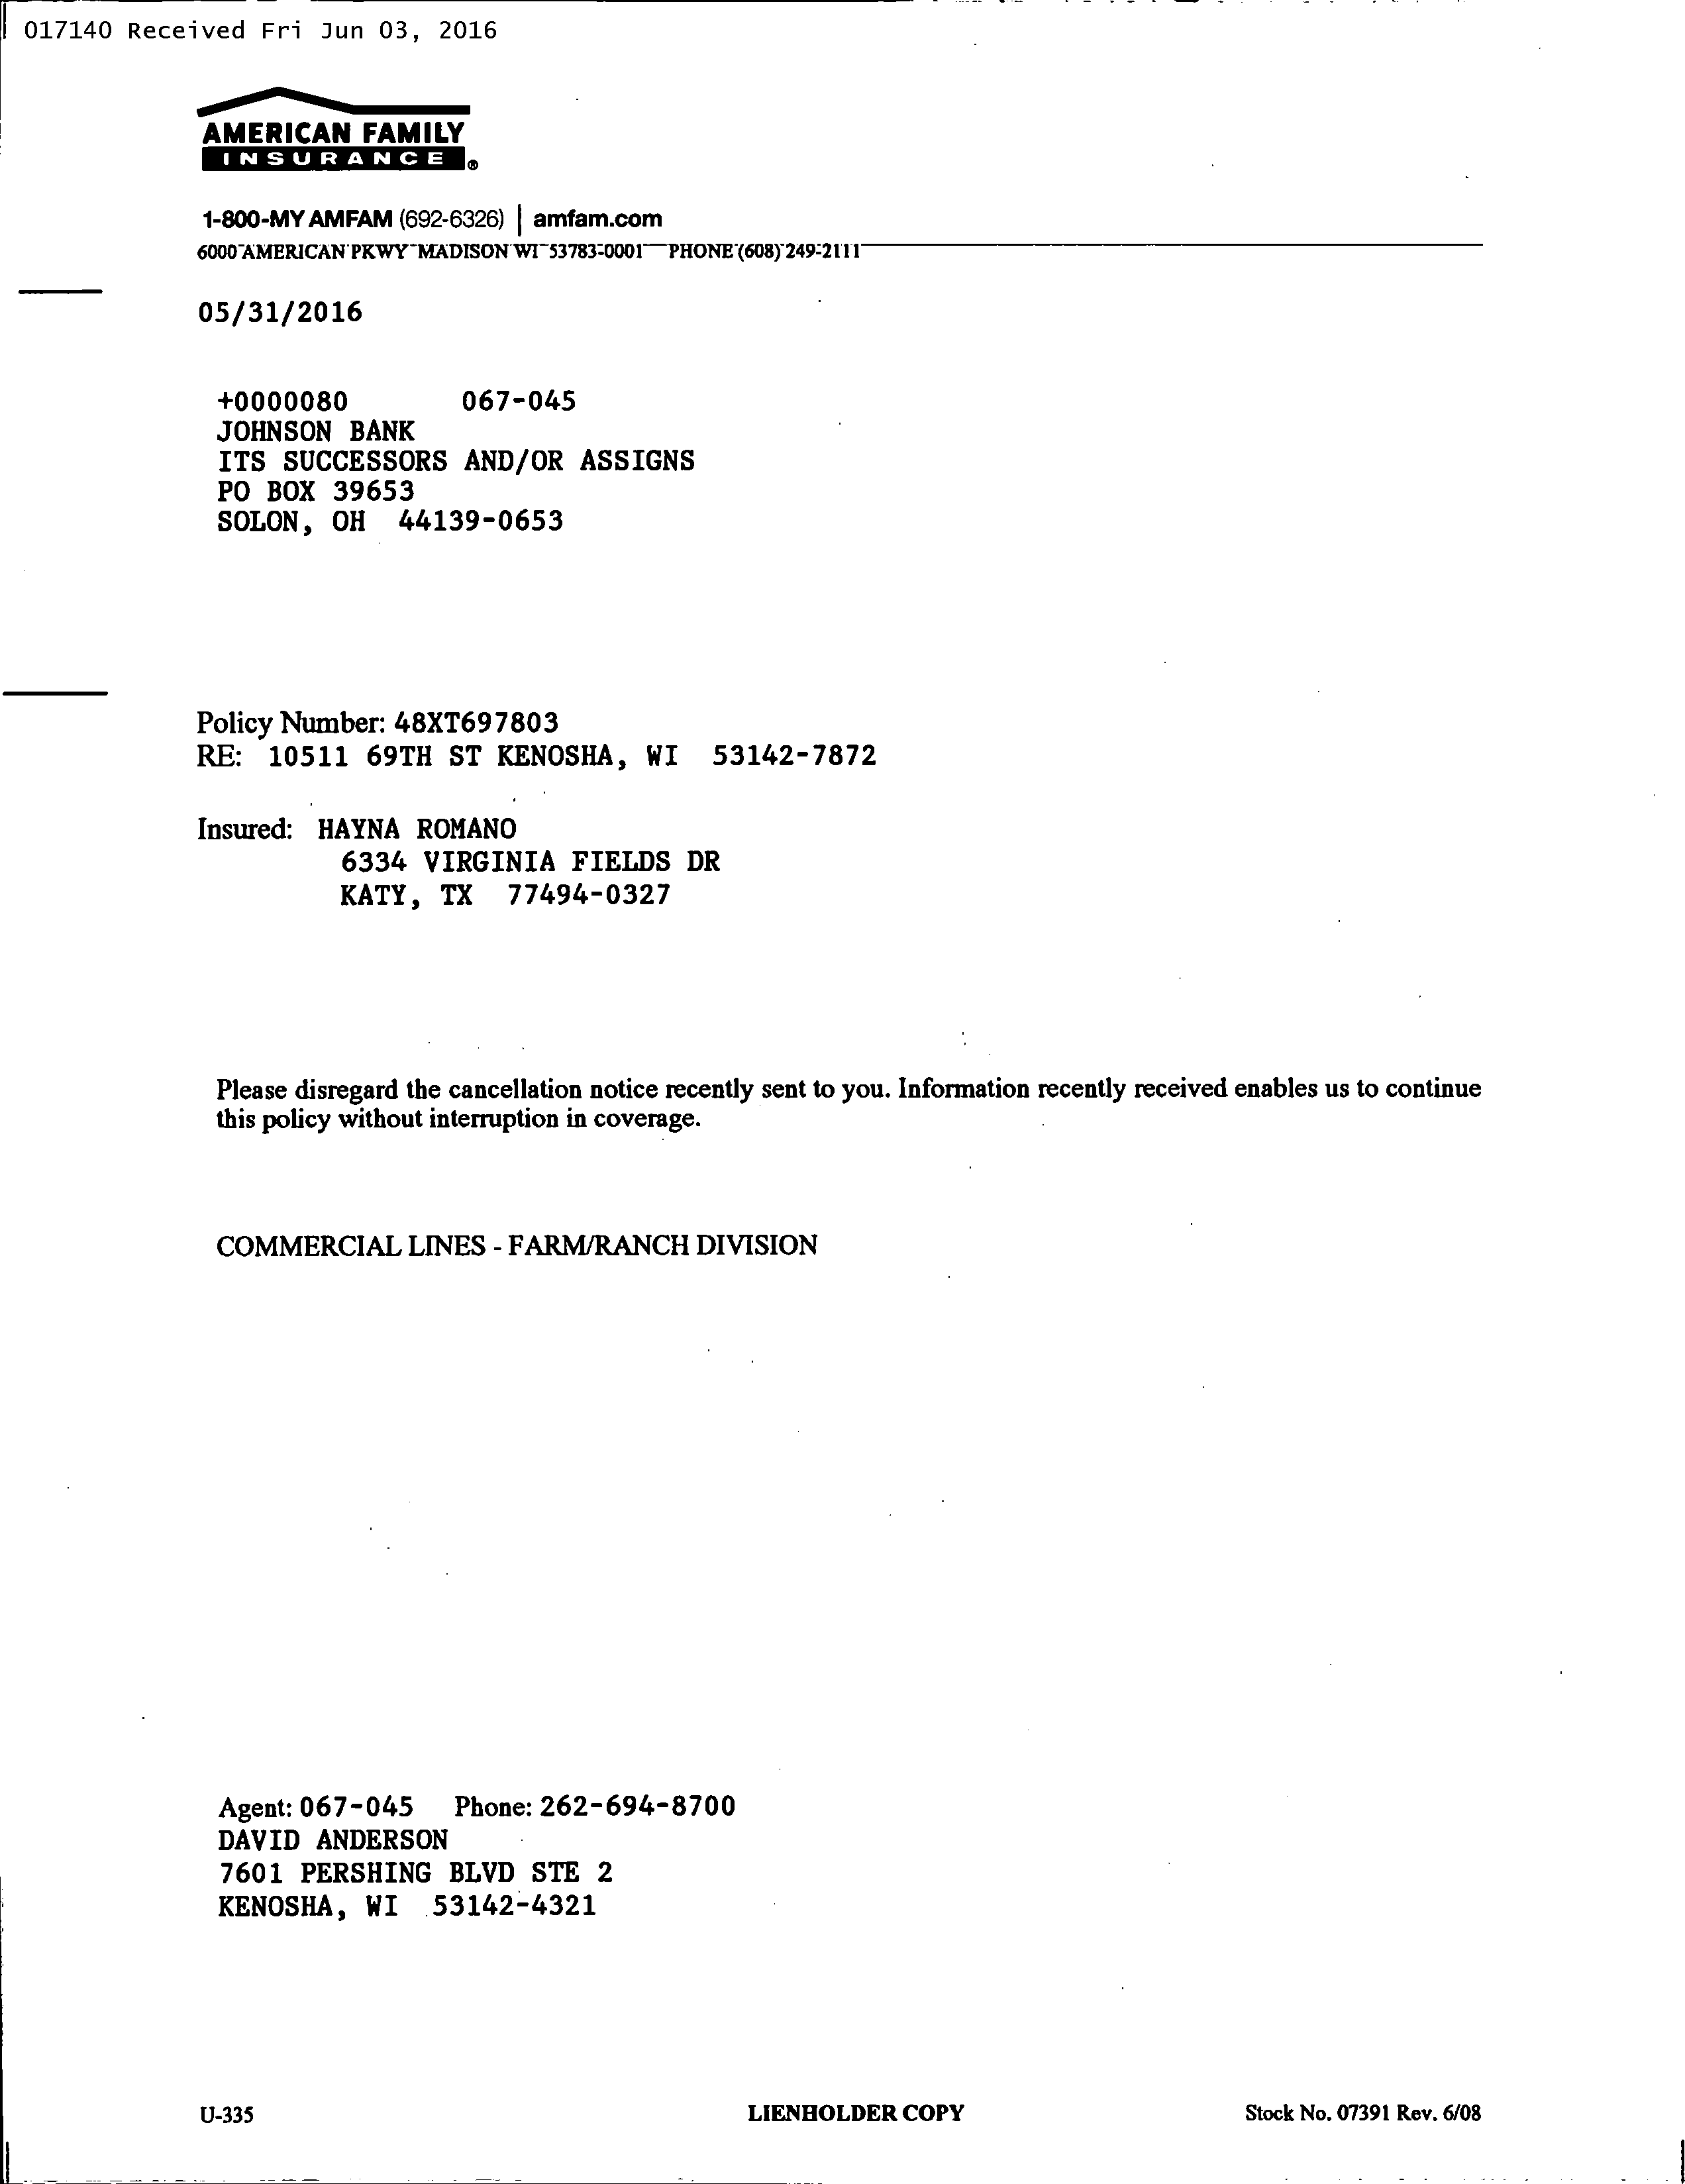 017140 Received Fri Jun 03, 2016
AMERICAN FAMILY
INSURANCE ®
1-800-MY AMFAM (692-6326) | amfam.com
6000 AMERICAN PKWY MADISON WI 53783-0001 PHONE (608) 249-2111
05/31/2016
+0000080 067-045
JOHNSON BANK
ITS SUCCESSORS AND/OR ASSIGNS
PO BOX 39653
SOLON, OH 44139-0653
Policy Number: 48XT697803
RE: 10511 69TH ST KENOSHA, WI 53142-7872
Insured: HAYNA ROMANO
6334 VIRGINIA FIELDS DR
KATY, TX 77494-0327
Please disregard the cancellation notice recently sent to you. Information recently received enables us to continue
this policy without interruption in coverage.
COMMERCIAL LINES - FARM/RANCH DIVISION
Agent: 067-045 Phone: 262-694-8700
DAVID ANDERSON
7601 PERSHING BLVD STE 2
KENOSHA, WI 53142-4321
U-335 LIENHOLDER COPY Stock No. 07391 Rev. 6/08